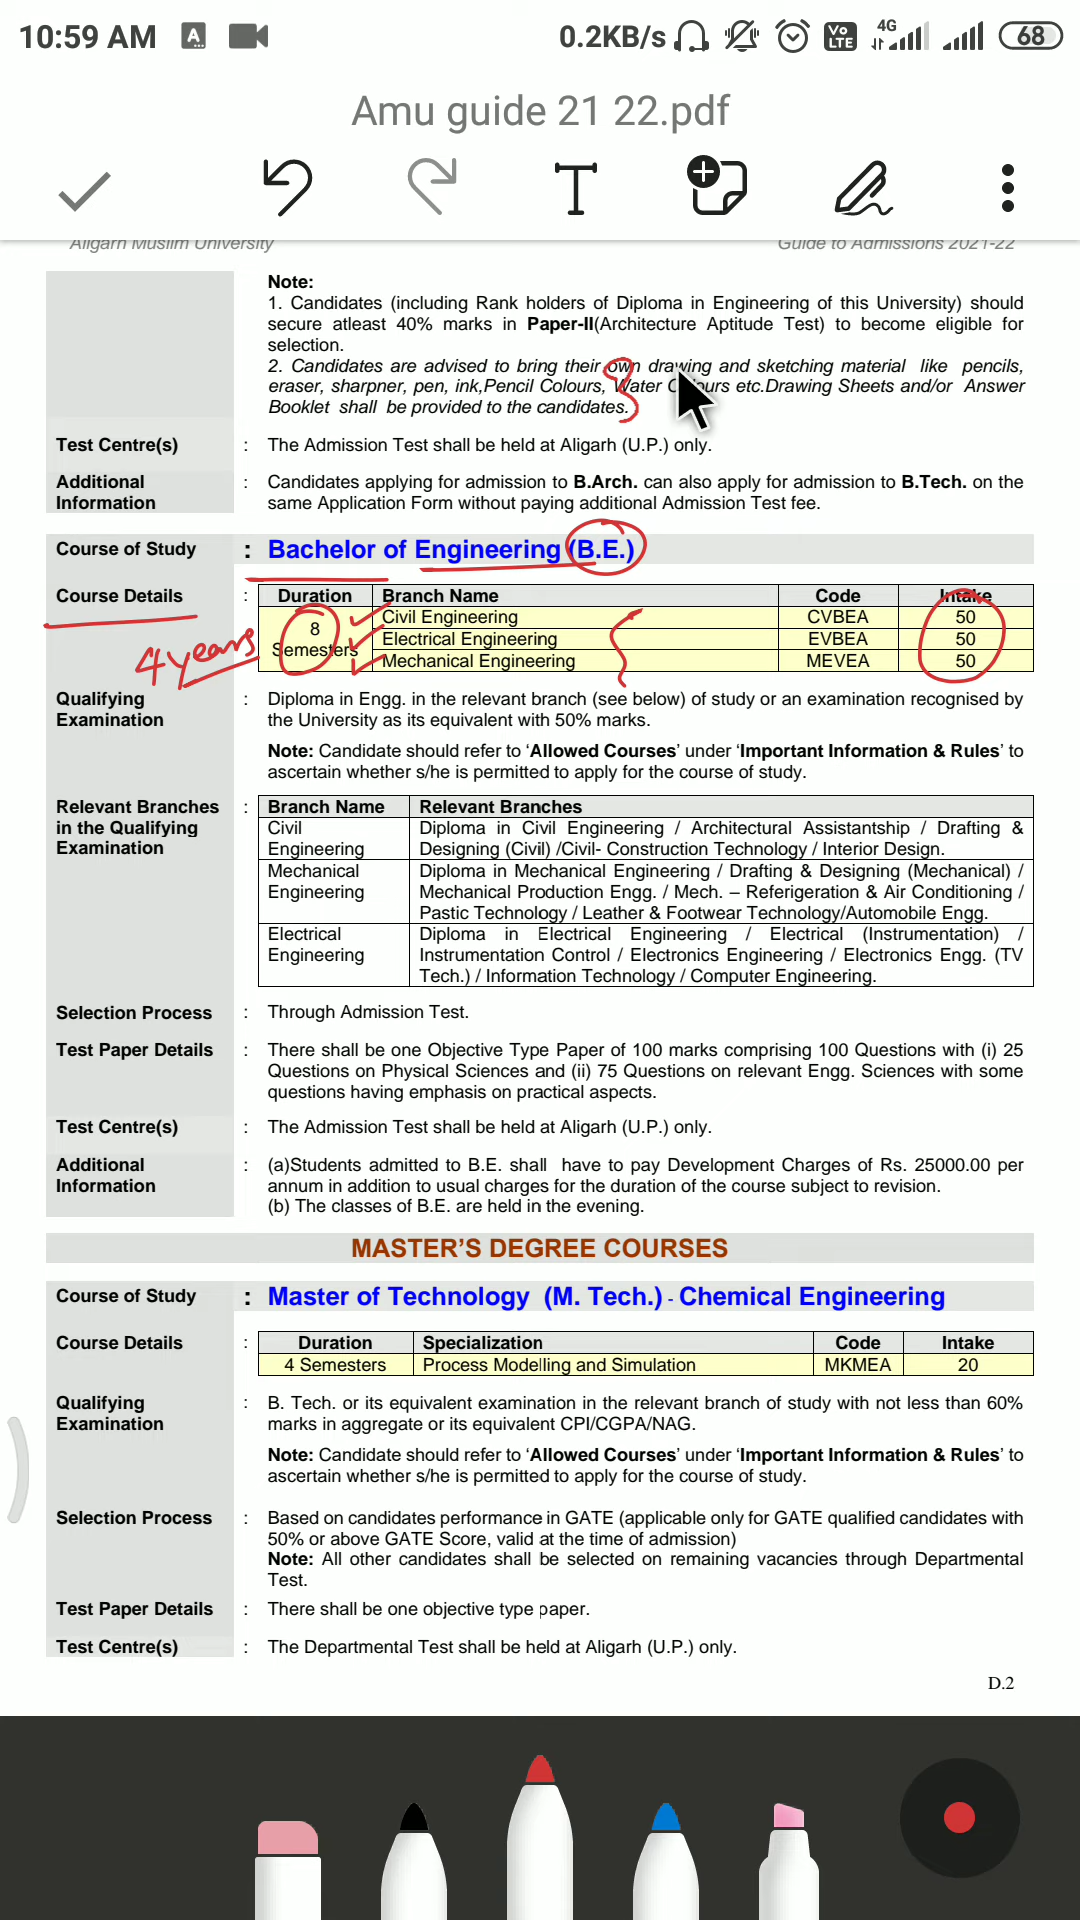 10:59 AM A... 0.2KB/s Vo LTE 4G 68
Amu guide 21 22.pdf
T
Aligarh Muslim University Guide to Admissions 2021-22
Note:
1. Candidates (including Rank holders of Diploma in Engineering of this University) should
secure atleast 40% marks in Paper-II(Architecture Aptitude Test) to become eligible for
selection.
2. Candidates are advised to bring their own drawing and sketching material like pencils,
eraser, sharpner, pen, ink,Pencil Colours, Water Colours etc.Drawing Sheets and/or Answer
Booklet shall be provided to the candidates.
8
Test Centre(s) : The Admission Test shall be held at Aligarh (U.P.) only.
Additional : Candidates applying for admission to B.Arch. can also apply for admission to B.Tech. on the
Information same Application Form without paying additional Admission Test fee.
Course of Study : Bachelor of Engineering (B.E.)
Course Details : Duration Branch Name Code Intake
8 Semesters Civil Engineering CVBEA 50
Electrical Engineering EVBEA 50
Mechanical Engineering MEVEA 50
4 years
Qualifying : Diploma in Engg. in the relevant branch (see below) of study or an examination recognised by
Examination the University as its equivalent with 50% marks.
Note: Candidate should refer to ‘Allowed Courses’ under ‘Important Information & Rules’ to
ascertain whether s/he is permitted to apply for the course of study.
Relevant Branches : Branch Name Relevant Branches
in the Qualifying Civil Diploma in Civil Engineering / Architectural Assistantship / Drafting &
Examination Engineering Designing (Civil) /Civil- Construction Technology / Interior Design.
Mechanical Diploma in Mechanical Engineering / Drafting & Designing (Mechanical) /
Engineering Mechanical Production Engg. / Mech. – Referigeration & Air Conditioning /
Pastic Technology / Leather & Footwear Technology/Automobile Engg.
Electrical Diploma in Electrical Engineering / Electrical (Instrumentation) /
Engineering Instrumentation Control / Electronics Engineering / Electronics Engg. (TV
Tech.) / Information Technology / Computer Engineering.
Selection Process : Through Admission Test.
Test Paper Details : There shall be one Objective Type Paper of 100 marks comprising 100 Questions with (i) 25
Questions on Physical Sciences and (ii) 75 Questions on relevant Engg. Sciences with some
questions having emphasis on practical aspects.
Test Centre(s) : The Admission Test shall be held at Aligarh (U.P.) only.
Additional : (a)Students admitted to B.E. shall have to pay Development Charges of Rs. 25000.00 per
Information annum in addition to usual charges for the duration of the course subject to revision.
(b) The classes of B.E. are held in the evening.
MASTER’S DEGREE COURSES
Course of Study : Master of Technology (M. Tech.) - Chemical Engineering
Course Details : Duration Specialization Code Intake
4 Semesters Process Modelling and Simulation MKMEA 20
Qualifying : B. Tech. or its equivalent examination in the relevant branch of study with not less than 60%
Examination marks in aggregate or its equivalent CPI/CGPA/NAG.
Note: Candidate should refer to ‘Allowed Courses’ under ‘Important Information & Rules’ to
ascertain whether s/he is permitted to apply for the course of study.
Selection Process : Based on candidates performance in GATE (applicable only for GATE qualified candidates with
50% or above GATE Score, valid at the time of admission)
Note: All other candidates shall be selected on remaining vacancies through Departmental
Test.
Test Paper Details : There shall be one objective type paper.
Test Centre(s) : The Departmental Test shall be held at Aligarh (U.P.) only.
D.2